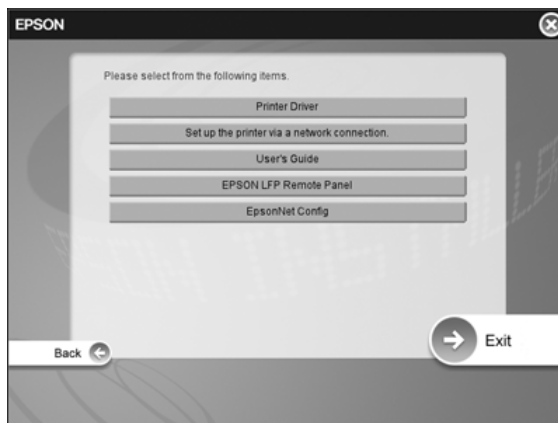 EPSON
Please select from the following items.
Printer Driver
Set up the printer via a network connection.
User's Guide
EPSON LFP Remote Panel
EpsonNet Config
Back
Exit